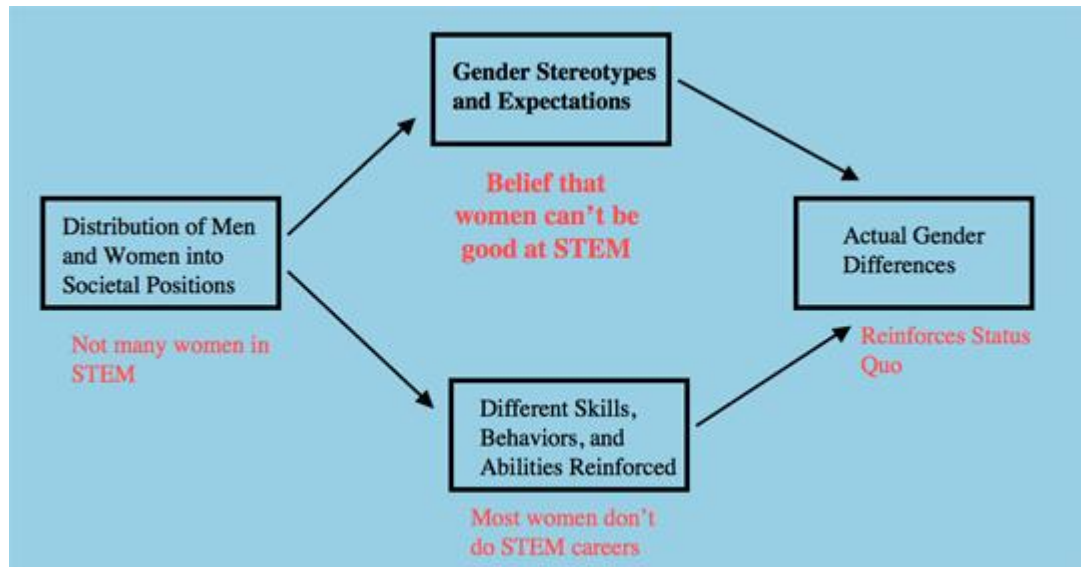 Gender Stereotypes
and Expectations
Belief that
women can’t be
good at STEM
Distribution of Men
and Women into
Societal Positions
Not many women in
STEM
Actual Gender
Differences
Reinforces Status
Quo
Different Skills,
Behaviors, and
Abilities Reinforced
Most women don’t
do STEM careers